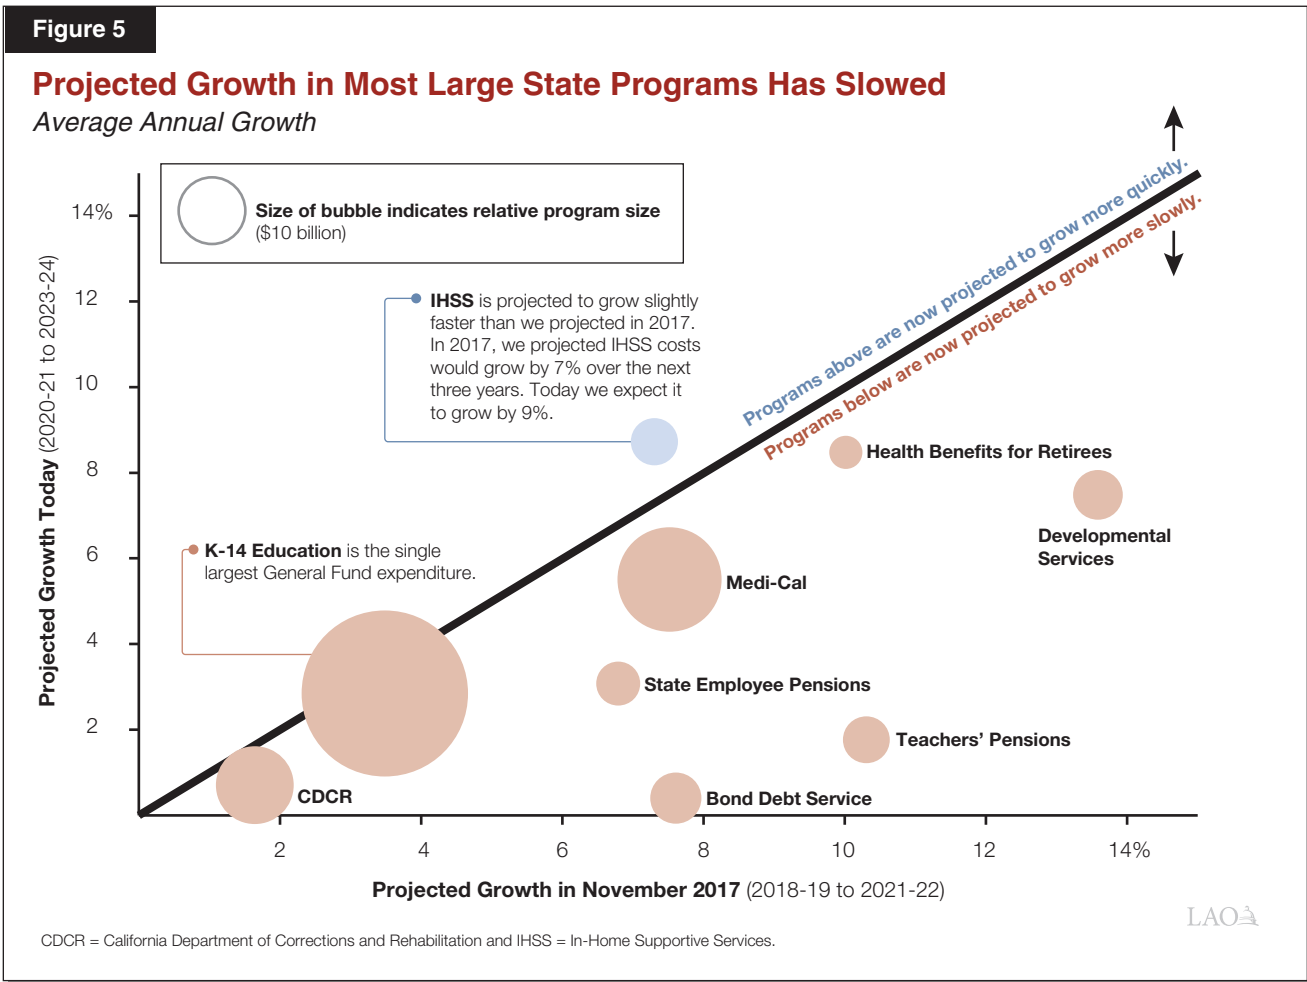 Figure 5
Projected Growth in Most Large State Programs Has Slowed
Average Annual Growth
Size of bubble indicates relative program size
($10 billion)
Programs above are now projected to grow more quickly.
Programs below are now projected to grow more slowly.
IHSS is projected to grow slightly
faster than we projected in 2017.
In 2017, we projected IHSS costs
would grow by 7% over the next
three years. Today we expect it
to grow by 9%.
K-14 Education is the single
largest General Fund expenditure.
Health Benefits for Retirees
Developmental
Services
Medi-Cal
State Employee Pensions
Teachers' Pensions
CDCR
Bond Debt Service
Projected Growth Today (2020-21 to 2023-24)
14%
12
10
8
6
4
2
2
4
6
8
10
12
14%
Projected Growth in November 2017 (2018-19 to 2021-22)
LAO
CDCR = California Department of Corrections and Rehabilitation and IHSS = In-Home Supportive Services.